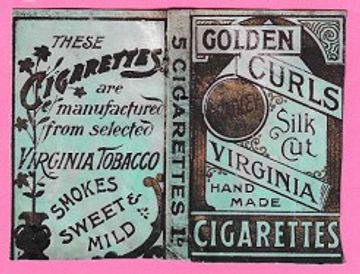 THESE
CIGARETTES
are
manufactured
from selected
VIRGINIA TOBACCO
SMOKES
SWEET &
MILD
5 CIGARETTES 1D
GOLDEN
CURLS
Silk
Cut
VIRGINIA
HAND
MADE
CIGARETTES